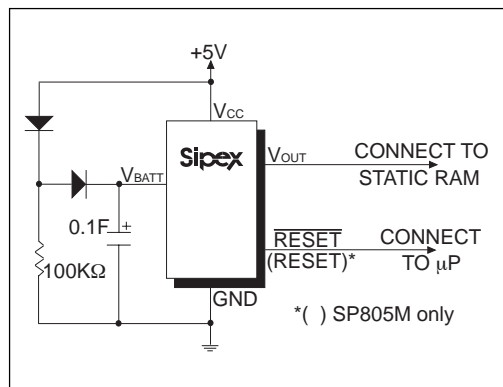 +5V
VCC
Sipex
VBATT
VOUT
CONNECT TO
STATIC RAM
0.1F
+
RESET
(RESET)*
CONNECT
TO µP
100KΩ
GND
*( ) SP805M only